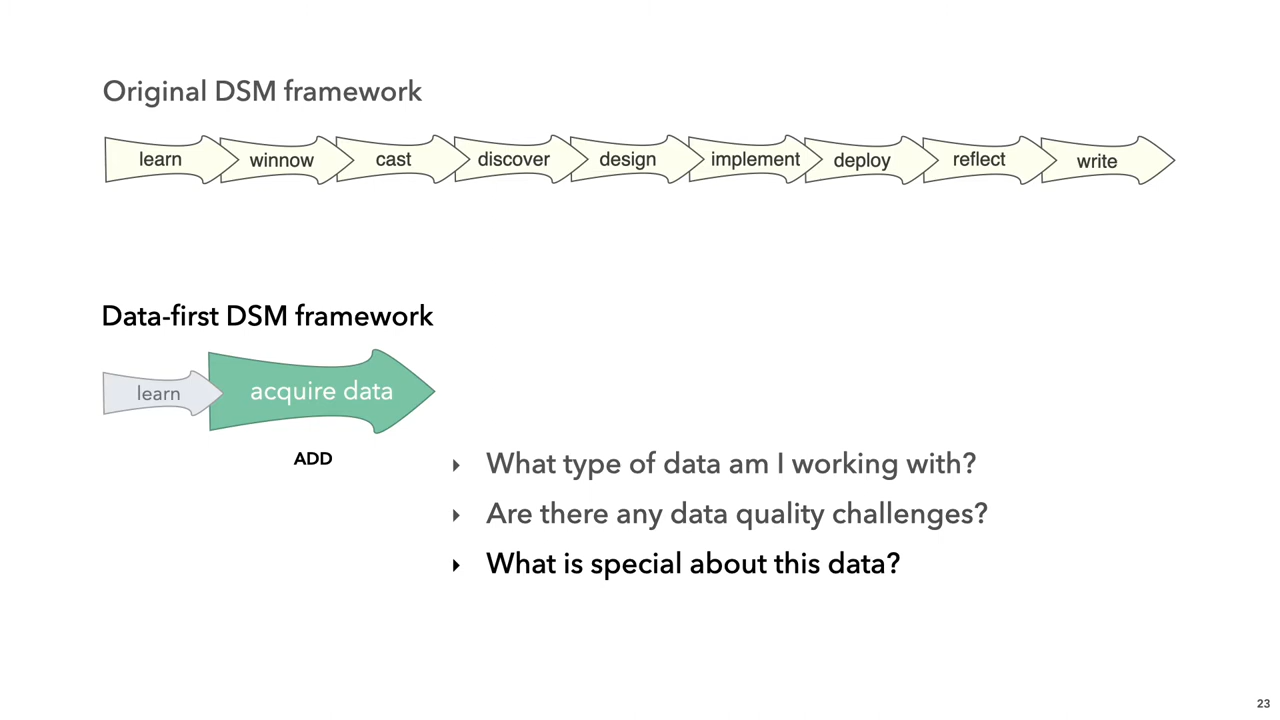 Original DSM framework
learn winnow cast discover design implement deploy reflect write
Data-first DSM framework
learn acquire data
ADD
What type of data am I working with?
Are there any data quality challenges?
What is special about this data?
23